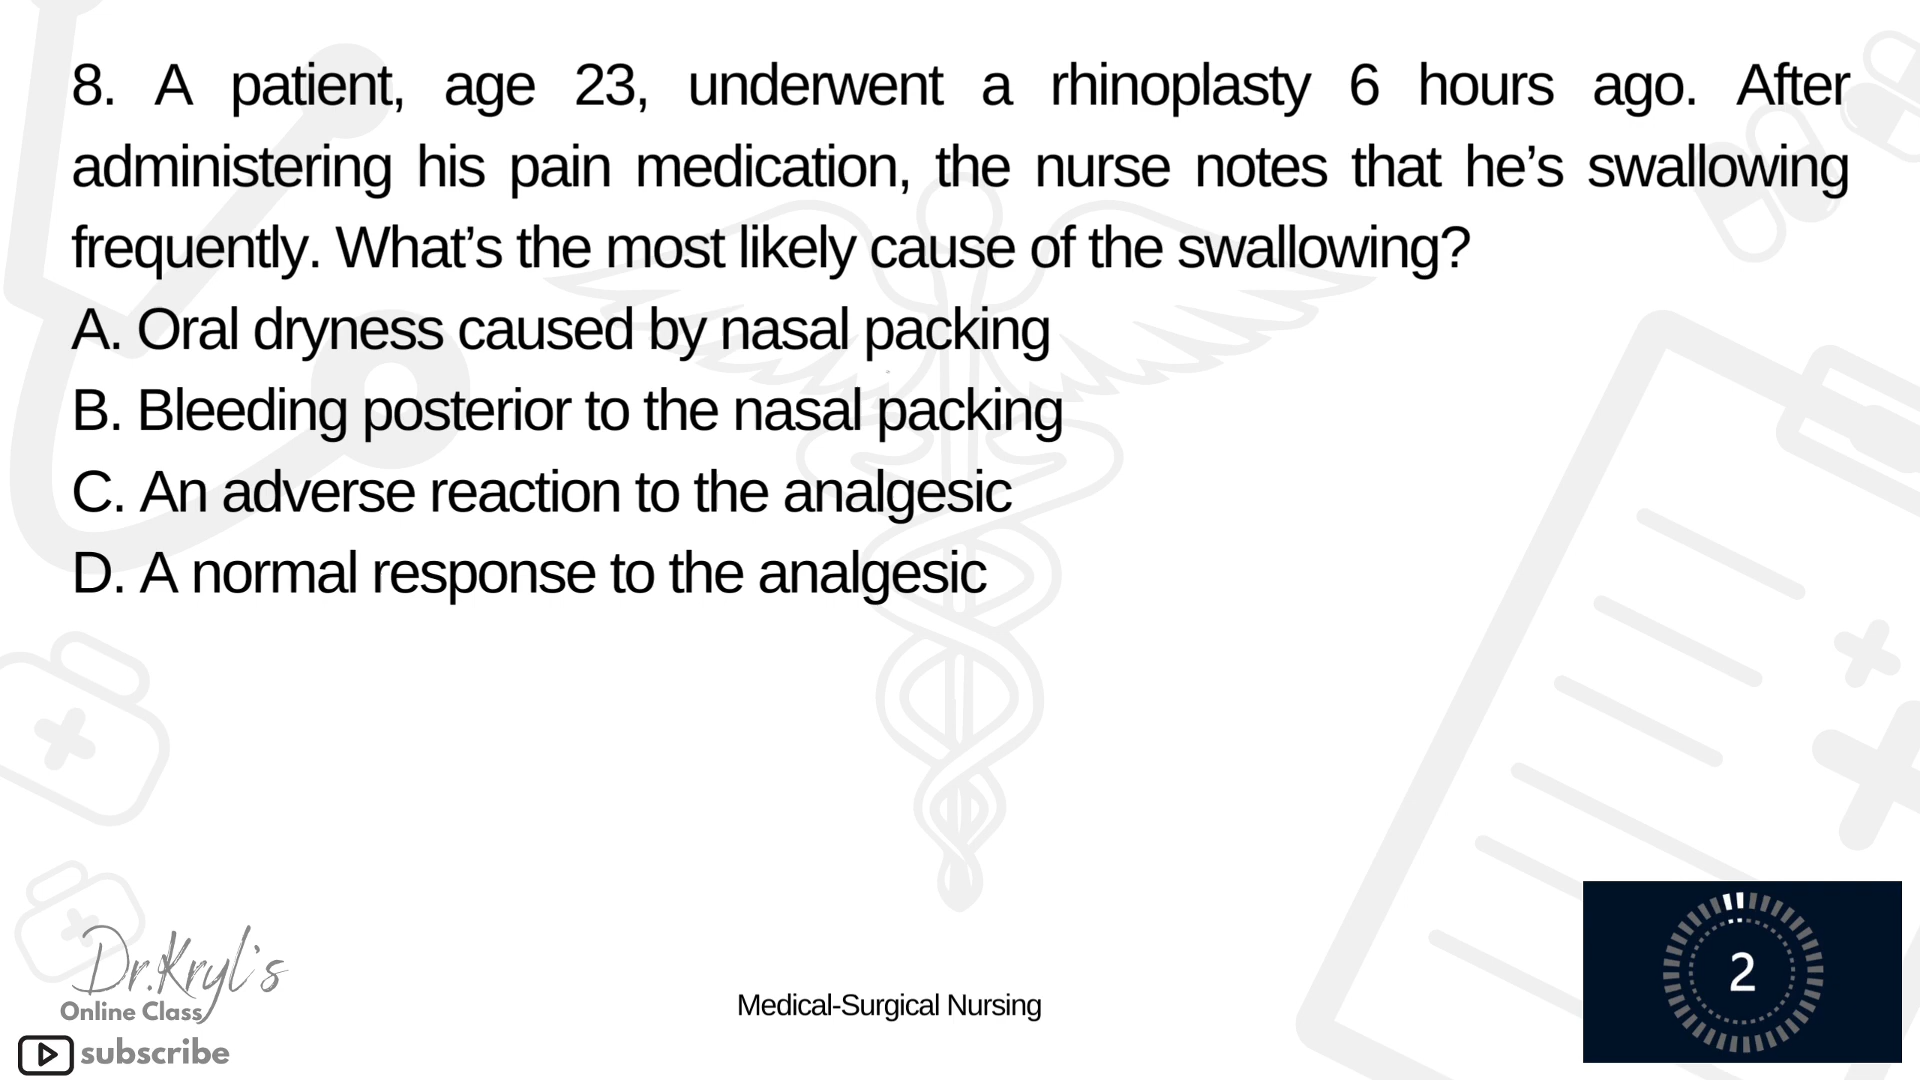 8. A patient, age 23, underwent a rhinoplasty 6 hours ago. After
administering his pain medication, the nurse notes that he’s swallowing
frequently. What’s the most likely cause of the swallowing?
A. Oral dryness caused by nasal packing
B. Bleeding posterior to the nasal packing
C. An adverse reaction to the analgesic
D. A normal response to the analgesic
Dr.Kryl's
Online Class
subscribe
Medical-Surgical Nursing
2